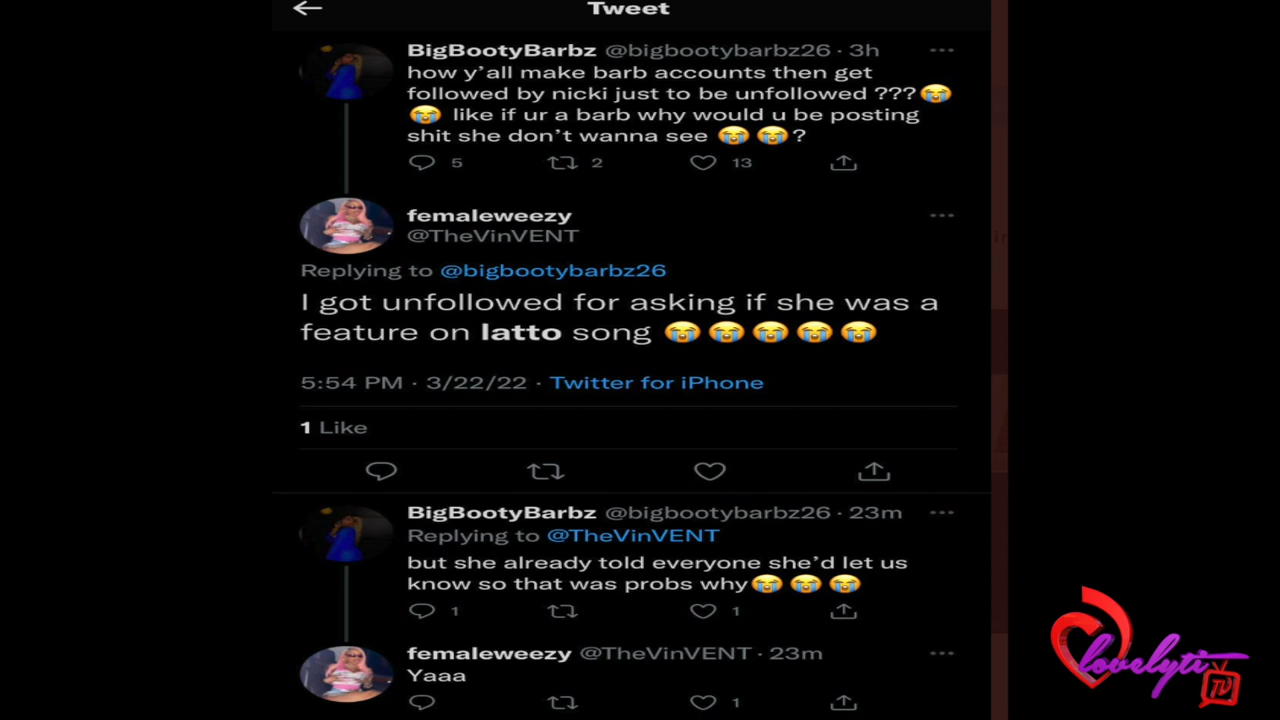 Tweet
BigBootyBarbz @bigbootybarbz26 · 3h
how y’all make barb accounts then get
followed by nicki just to be unfollowed ???😭
😭 like if ur a barb why would u be posting
shit she don’t wanna see 😭😭?
5 2 13
femaleweezy
@TheVinVENT
Replying to @bigbootybarbz26
I got unfollowed for asking if she was a
feature on latto song 😭😭😭😭😭
5:54 PM · 3/22/22 · Twitter for iPhone
1 Like
BigBootyBarbz @bigbootybarbz26 · 23m
Replying to @TheVinVENT
but she already told everyone she’d let us
know so that was probs why😭😭😭
1 1
femaleweezy @TheVinVENT · 23m
Yaaa
1
lovelyti
TV